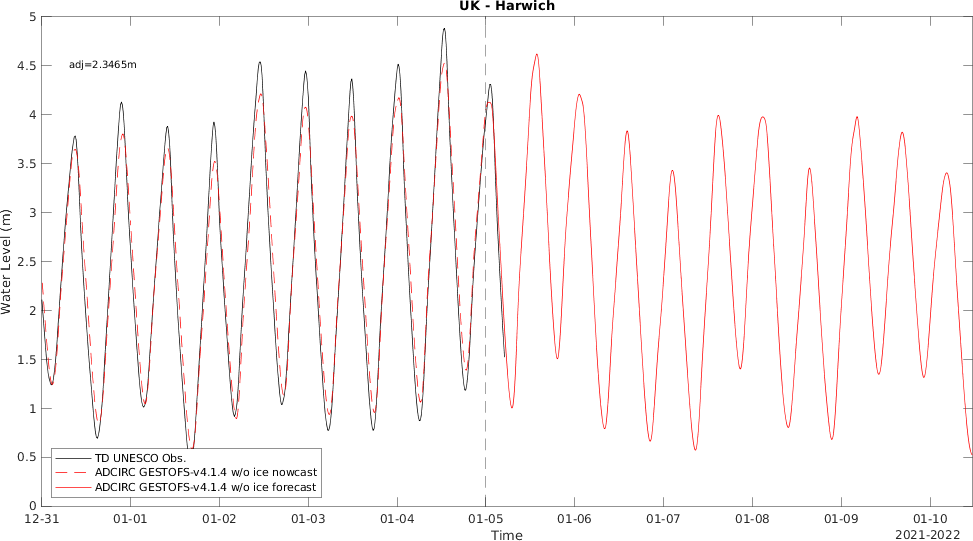 UK - Harwich
adj=2.3465m
Water Level (m)
5
4.5
4
3.5
3
2.5
2
1.5
1
0.5
0
TD UNESCO Obs.
ADCIRC GESTOFS-v4.1.4 w/o ice nowcast
ADCIRC GESTOFS-v4.1.4 w/o ice forecast
12-31 01-01 01-02 01-03 01-04 01-05 01-06 01-07 01-08 01-09 01-10
Time
2021-2022